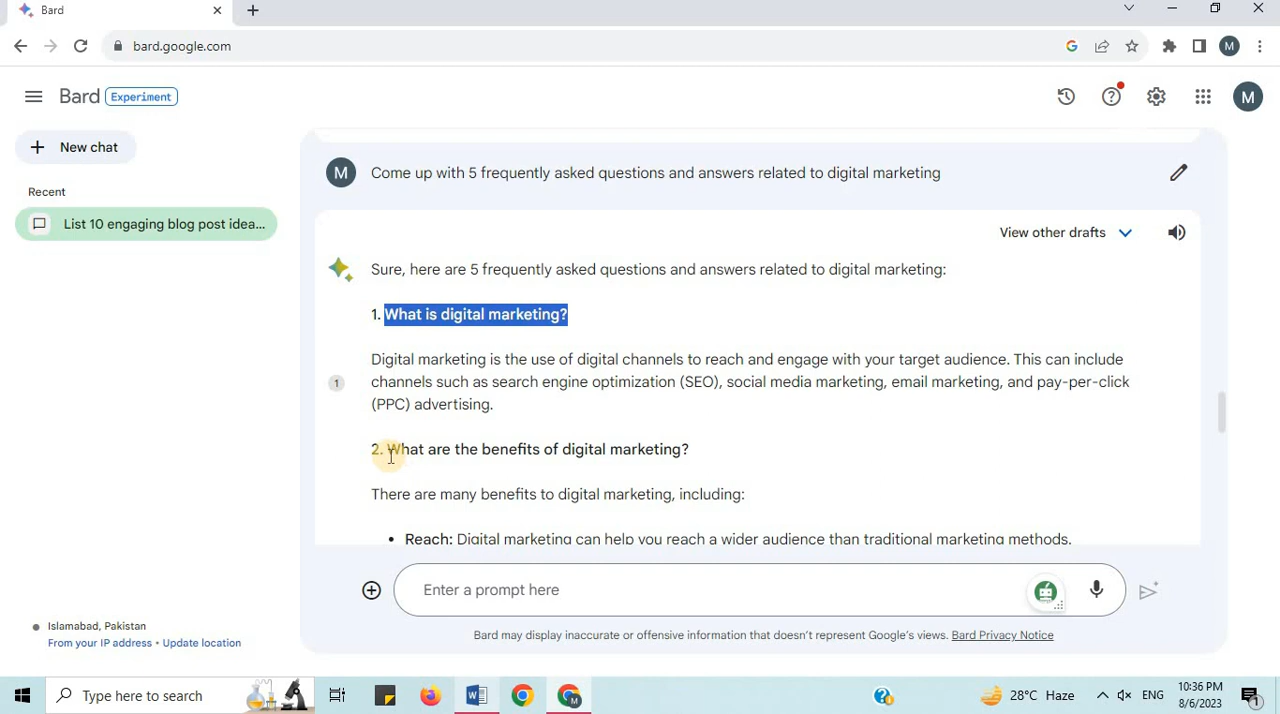 Bard
bard.google.com
M
Bard Experiment
M
New chat
Recent
List 10 engaging blog post idea...
M Come up with 5 frequently asked questions and answers related to digital marketing
View other drafts
Sure, here are 5 frequently asked questions and answers related to digital marketing:
1. What is digital marketing?
Digital marketing is the use of digital channels to reach and engage with your target audience. This can include
1
channels such as search engine optimization (SEO), social media marketing, email marketing, and pay-per-click
(PPC) advertising.
2. What are the benefits of digital marketing?
There are many benefits to digital marketing, including:
• Reach: Digital marketing can help you reach a wider audience than traditional marketing methods.
Enter a prompt here
Bard may display inaccurate or offensive information that doesn't represent Google's views. Bard Privacy Notice
Islamabad, Pakistan
From your IP address • Update location
Type here to search
28°C Haze
ENG
10:36 PM
8/6/2023
1